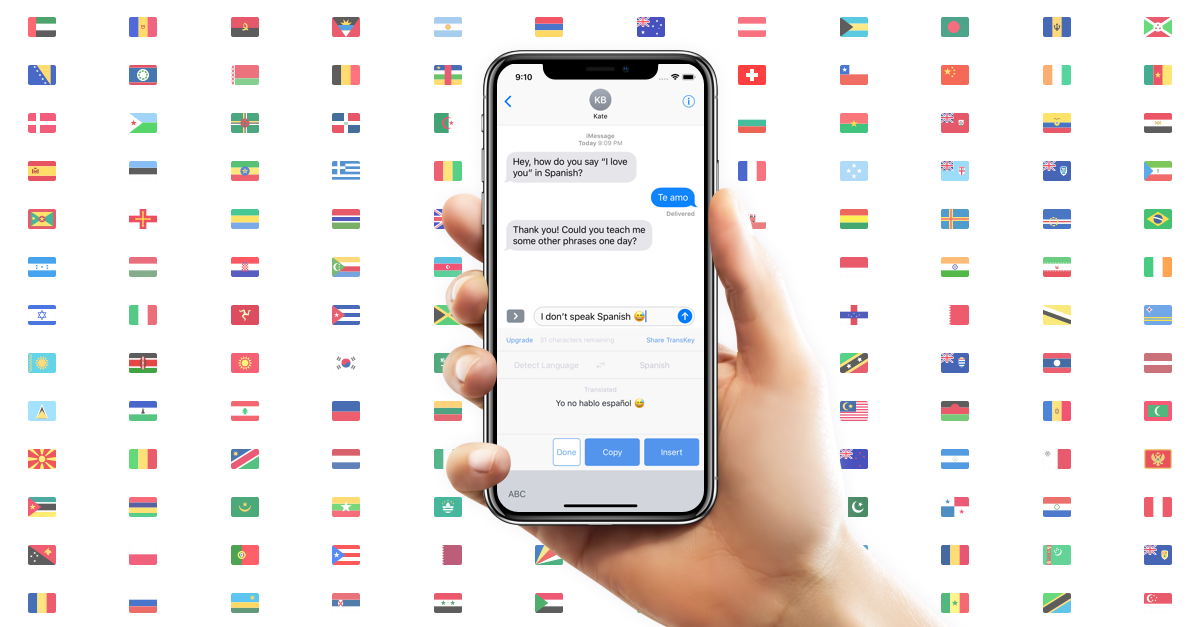 9:10
KB
Kate
iMessage
Today 9:09 PM
Hey, how do you say “I love
you” in Spanish?
Te amo
Delivered
Thank you! Could you teach me
some other phrases one day?
I don’t speak Spanish 😅
Upgrade 31 characters remaining Share TransKey
Detect Language Spanish
Translated
Yo no hablo español 😅
Done Copy Insert
ABC